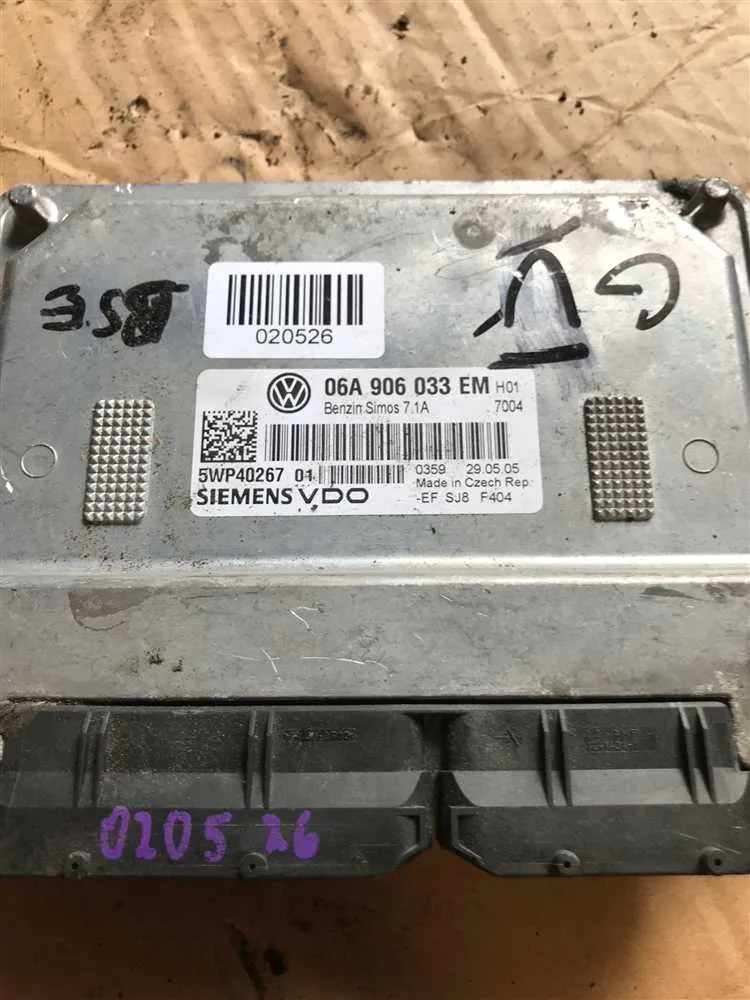 BSE
020526
G V
VW
06A 906 033 EM H01
Benzin Simos 7.1A 7004
5WP40267 01 0359 29.05.05
Made in Czech Rep.
SIEMENS VDO -EF SJ8 F404
020526